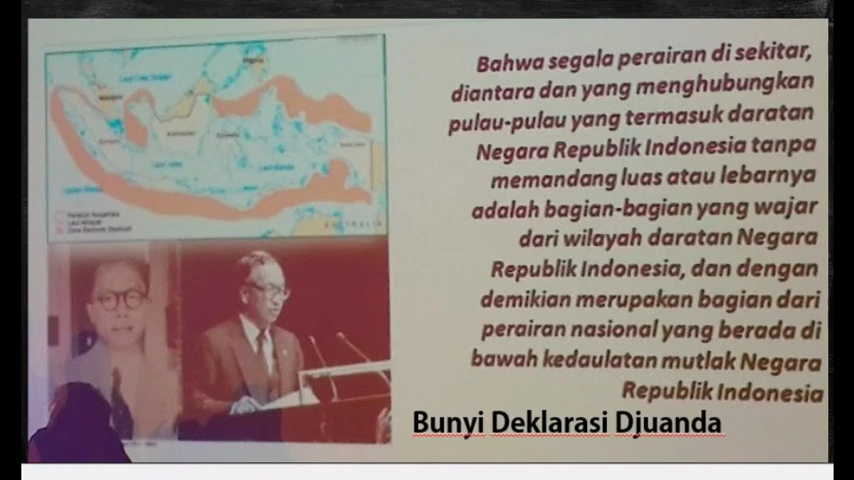 Bahwa segala perairan di sekitar,
diantara dan yang menghubungkan
pulau-pulau yang termasuk daratan
Negara Republik Indonesia tanpa
memandang luas atau lebarnya
adalah bagian-bagian yang wajar
dari wilayah daratan Negara
Republik Indonesia, dan dengan
demikian merupakan bagian dari
perairan nasional yang berada di
bawah kedaulatan mutlak Negara
Republik Indonesia
Bunyi Deklarasi Djuanda
AUSTRALIA